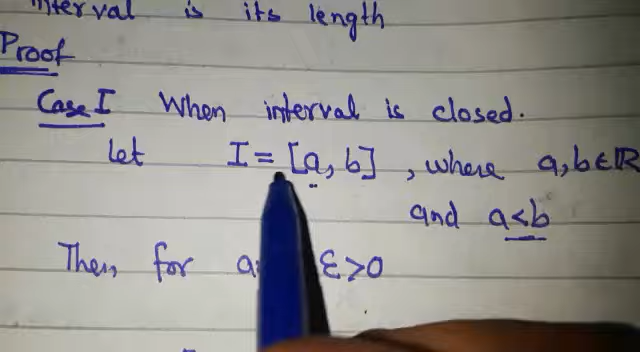 interval is its length
Proof
Case I When interval is closed.
Let I = [a, b] , where a, b ∈ ℝ
and a < b
Then, for ε > 0